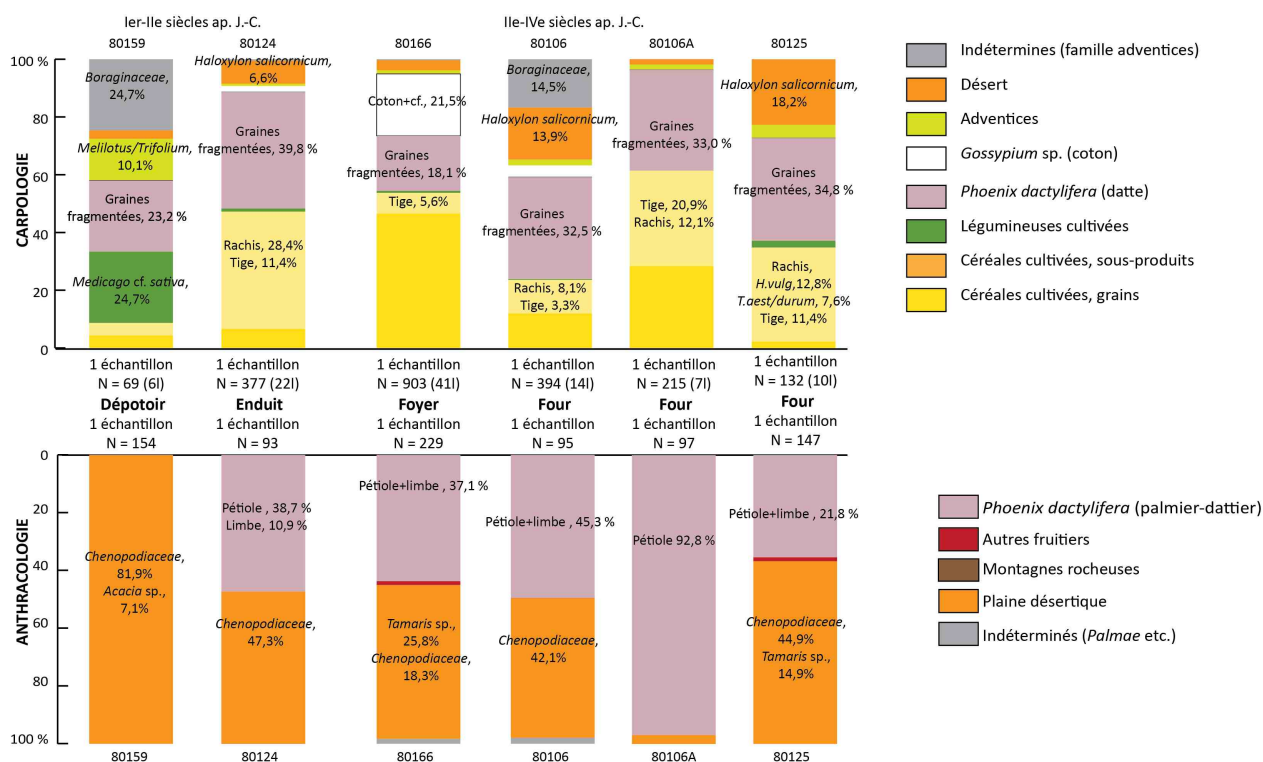 Ier-IIe siècles ap. J.-C.
IIe-IVe siècles ap. J.-C.
80159
80124
80166
80106
80106A
80125
CARPOLOGIE
100 %
80
60
40
20
0
Boraginaceae,
24,7%
Melilotus/Trifolium,
10,1%
Graines
fragmentées, 23,2 %
Medicago cf. sativa,
24,7%
Haloxylon salicornicum,
6,6%
Graines
fragmentées, 39,8 %
Rachis, 28,4%
Tige, 11,4%
Coton+cf., 21,5%
Graines
fragmentées, 18,1 %
Tige, 5,6%
Boraginaceae,
14,5%
Haloxylon salicornicum,
13,9%
Graines
fragmentées, 32,5 %
Rachis, 8,1%
Tige, 3,3%
Graines
fragmentées, 33,0 %
Tige, 20,9%
Rachis, 12,1%
Haloxylon salicornicum,
18,2%
Graines
fragmentées, 34,8 %
Rachis,
H.vulg,12,8%
T.aest/durum, 7,6%
Tige, 11,4%
Indétermines (famille adventices)
Désert
Adventices
Gossypium sp. (coton)
Phoenix dactylifera (datte)
Légumineuses cultivées
Céréales cultivées, sous-produits
Céréales cultivées, grains
1 échantillon
N = 69 (6l)
Dépotoir
1 échantillon
N = 154
1 échantillon
N = 377 (22l)
Enduit
1 échantillon
N = 93
1 échantillon
N = 903 (41l)
Foyer
1 échantillon
N = 229
1 échantillon
N = 394 (14l)
Four
1 échantillon
N = 95
1 échantillon
N = 215 (7l)
Four
1 échantillon
N = 97
1 échantillon
N = 132 (10l)
Four
1 échantillon
N = 147
ANTHRACOLOGIE
0
20
40
60
80
100 %
Chenopodiaceae,
81,9%
Acacia sp.,
7,1%
Pétiole , 38,7 %
Limbe, 10,9 %
Chenopodiaceae,
47,3%
Pétiole+limbe , 37,1 %
Tamaris sp.,
25,8%
Chenopodiaceae,
18,3%
Pétiole+limbe , 45,3 %
Chenopodiaceae,
42,1%
Pétiole 92,8 %
Pétiole+limbe , 21,8 %
Chenopodiaceae,
44,9%
Tamaris sp.,
14,9%
Phoenix dactylifera (palmier-dattier)
Autres fruitiers
Montagnes rocheuses
Plaine désertique
Indéterminés (Palmae etc.)
80159
80124
80166
80106
80106A
80125